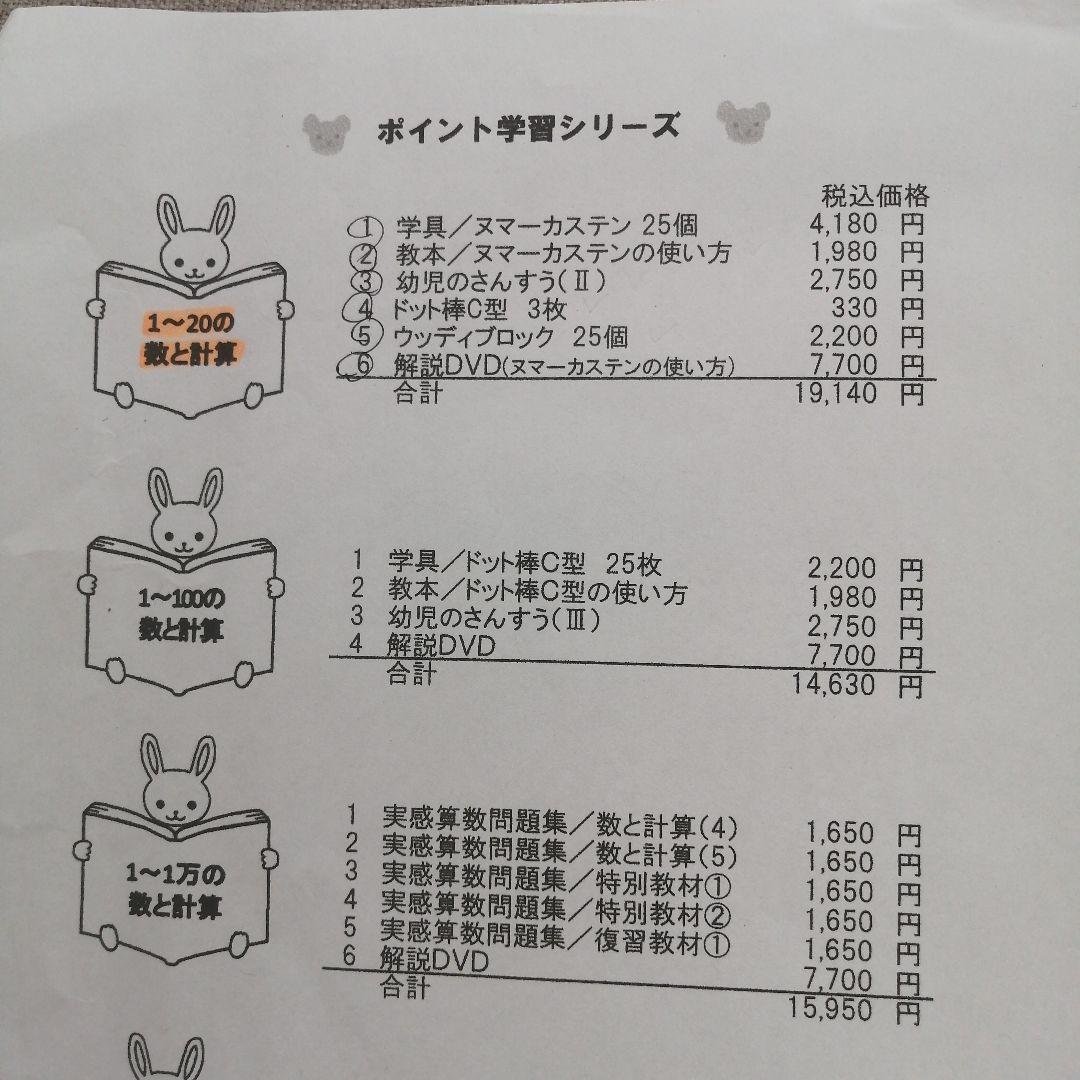 ポイント学習シリーズ
税込価格
1～20の
数と計算
① 学具／ヌマーカステン 25個 4,180 円
② 教本／ヌマーカステンの使い方 1,980 円
③ 幼児のさんすう(Ⅱ) 2,750 円
④ ドット棒C型 3枚 330 円
⑤ ウッディブロック 25個 2,200 円
⑥ 解説DVD(ヌマーカステンの使い方) 7,700 円
合計 19,140 円
1～100の
数と計算
1 学具／ドット棒C型 25枚 2,200 円
2 教本／ドット棒C型の使い方 1,980 円
3 幼児のさんすう(Ⅲ) 2,750 円
4 解説DVD 7,700 円
合計 14,630 円
1～1万の
数と計算
1 実感算数問題集／数と計算(4) 1,650 円
2 実感算数問題集／数と計算(5) 1,650 円
3 実感算数問題集／特別教材① 1,650 円
4 実感算数問題集／特別教材② 1,650 円
5 実感算数問題集／復習教材① 1,650 円
6 解説DVD 7,700 円
合計 15,950 円